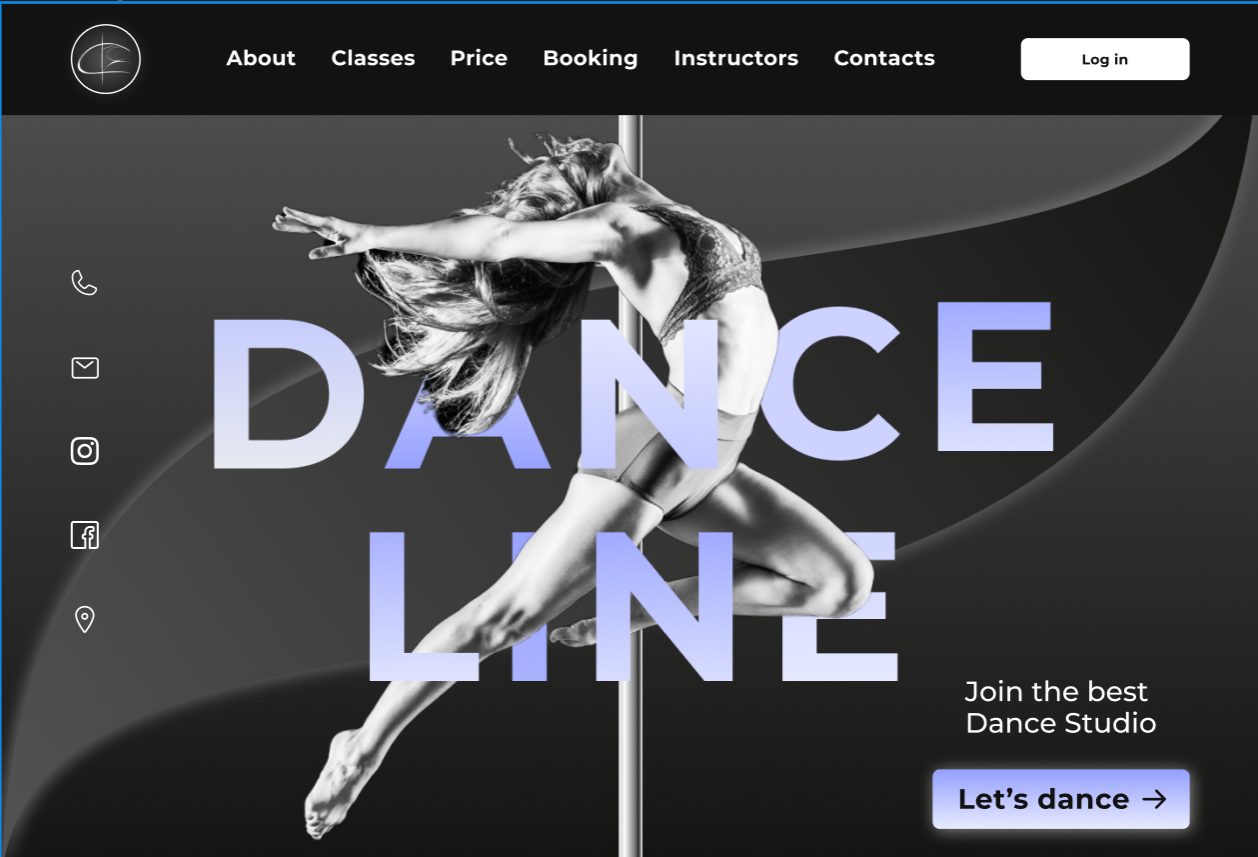 About Classes Price Booking Instructors Contacts Log in
DANCE
LINE
Join the best
Dance Studio
Let’s dance →